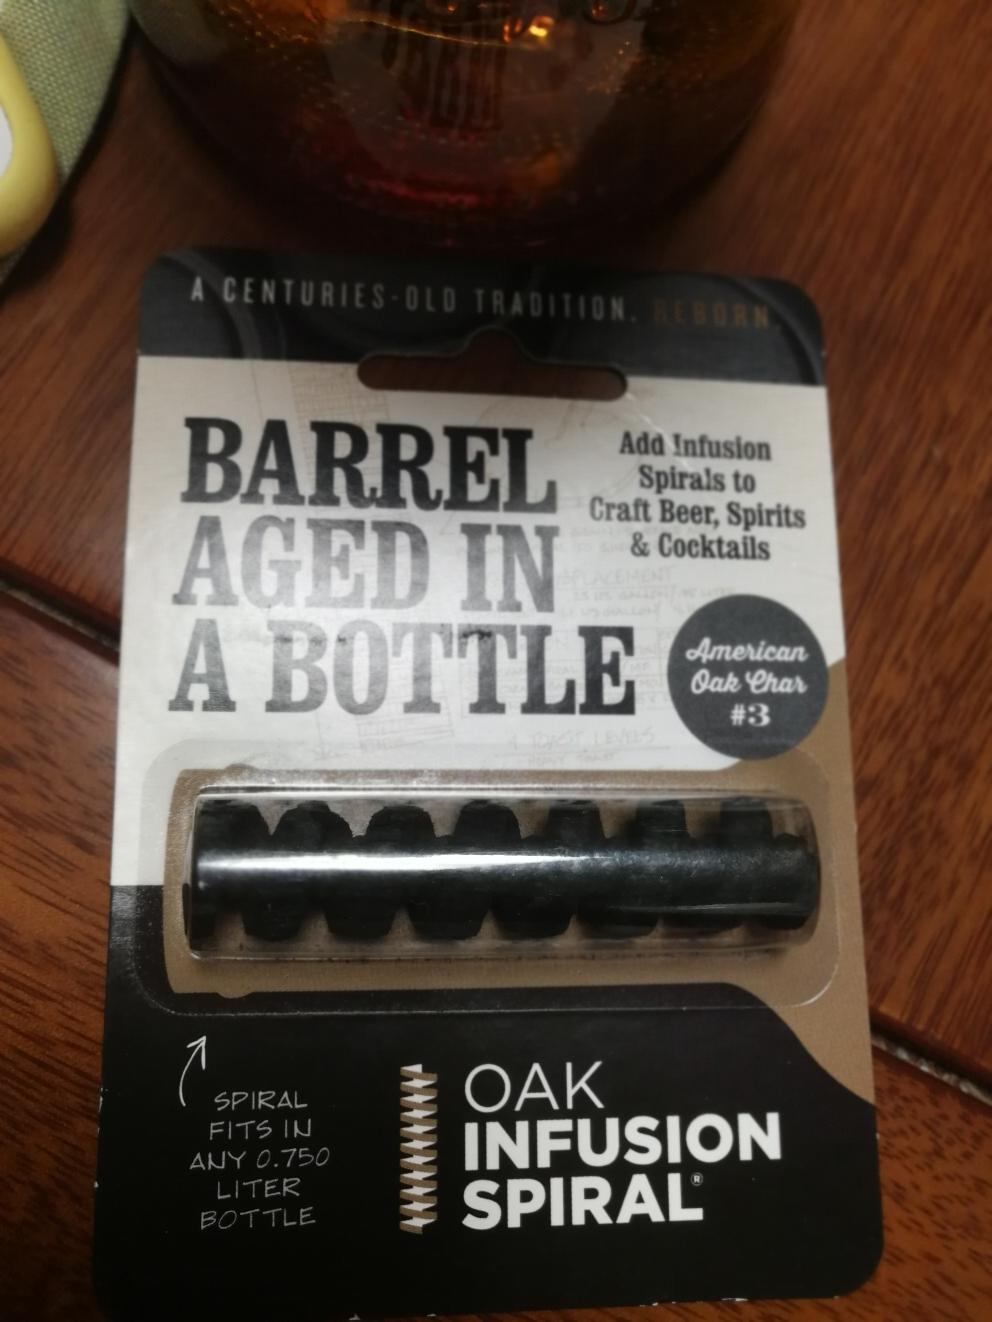 A CENTURIES-OLD TRADITION. REBORN.
BARREL
AGED IN
A BOTTLE
Add Infusion
Spirals to
Craft Beer, Spirits
& Cocktails
American
Oak Char
#3
SPIRAL
FITS IN
ANY 0.750
LITER
BOTTLE
OAK
INFUSION
SPIRAL®